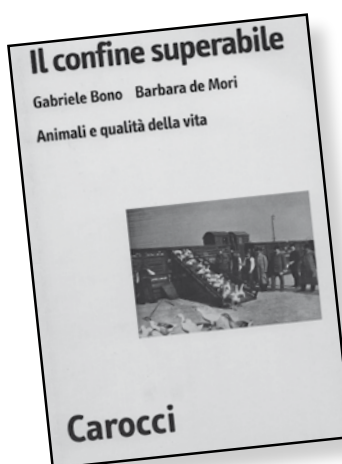 Il confine superabile
Gabriele Bono Barbara de Mori
Animali e qualità della vita
Carocci